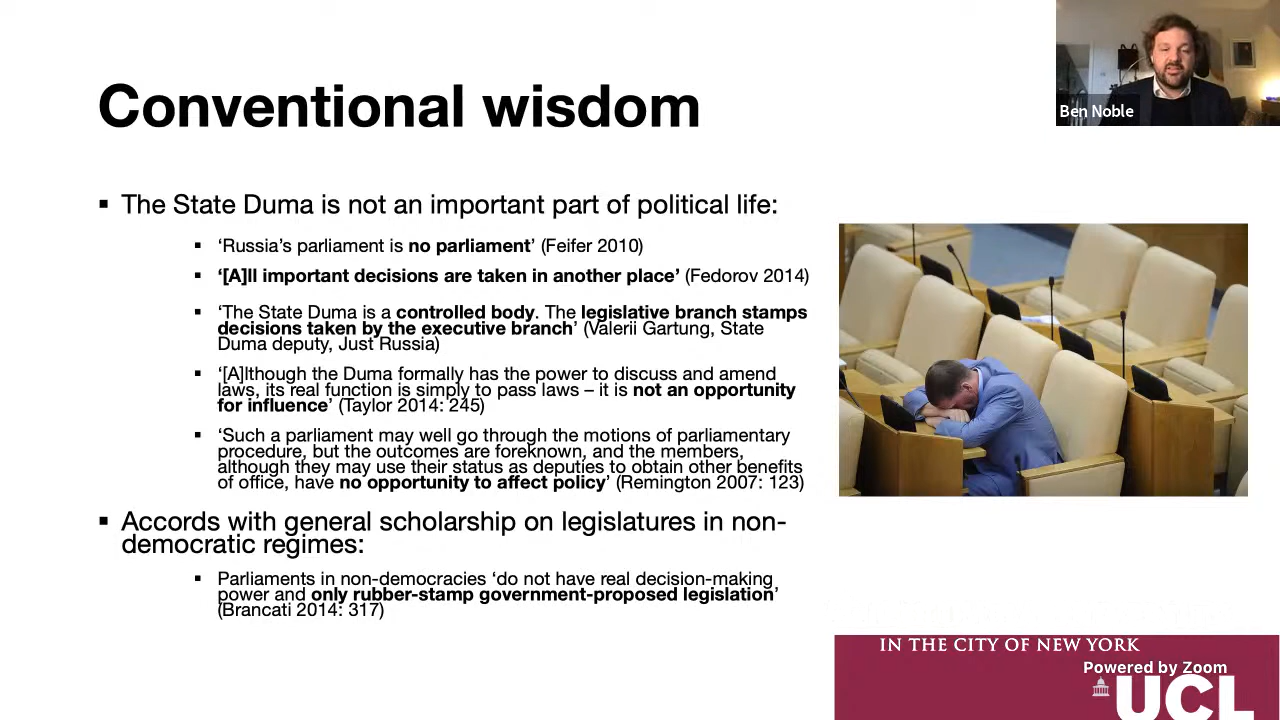 Conventional wisdom
Ben Noble
▪ The State Duma is not an important part of political life:
▪ ‘Russia’s parliament is no parliament’ (Feifer 2010)
▪ ‘[A]ll important decisions are taken in another place’ (Fedorov 2014)
▪ ‘The State Duma is a controlled body. The legislative branch stamps
decisions taken by the executive branch’ (Valerii Gartung, State
Duma deputy, Just Russia)
▪ ‘[A]lthough the Duma formally has the power to discuss and amend
laws, its real function is simply to pass laws – it is not an opportunity
for influence’ (Taylor 2014: 245)
▪ ‘Such a parliament may well go through the motions of parliamentary
procedure, but the outcomes are foreknown, and the members,
although they may use their status as deputies to obtain other benefits
of office, have no opportunity to affect policy’ (Remington 2007: 123)
▪ Accords with general scholarship on legislatures in non-
democratic regimes:
▪ Parliaments in non-democracies ‘do not have real decision-making
power and only rubber-stamp government-proposed legislation’
(Brancati 2014: 317)
IN THE CITY OF NEW YORK
Powered by Zoom
UCL